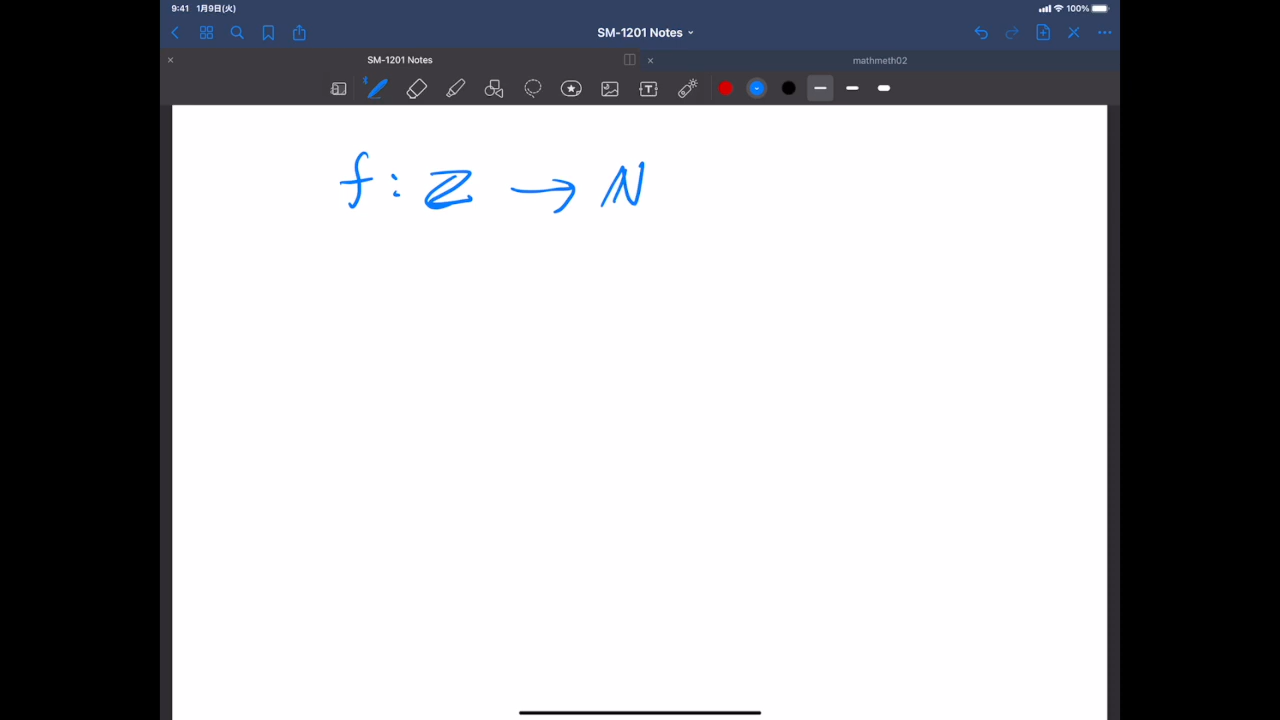 9:41 1月9日(火) 100%
SM-1201 Notes
SM-1201 Notes mathmeth02
f: ℤ → ℕ